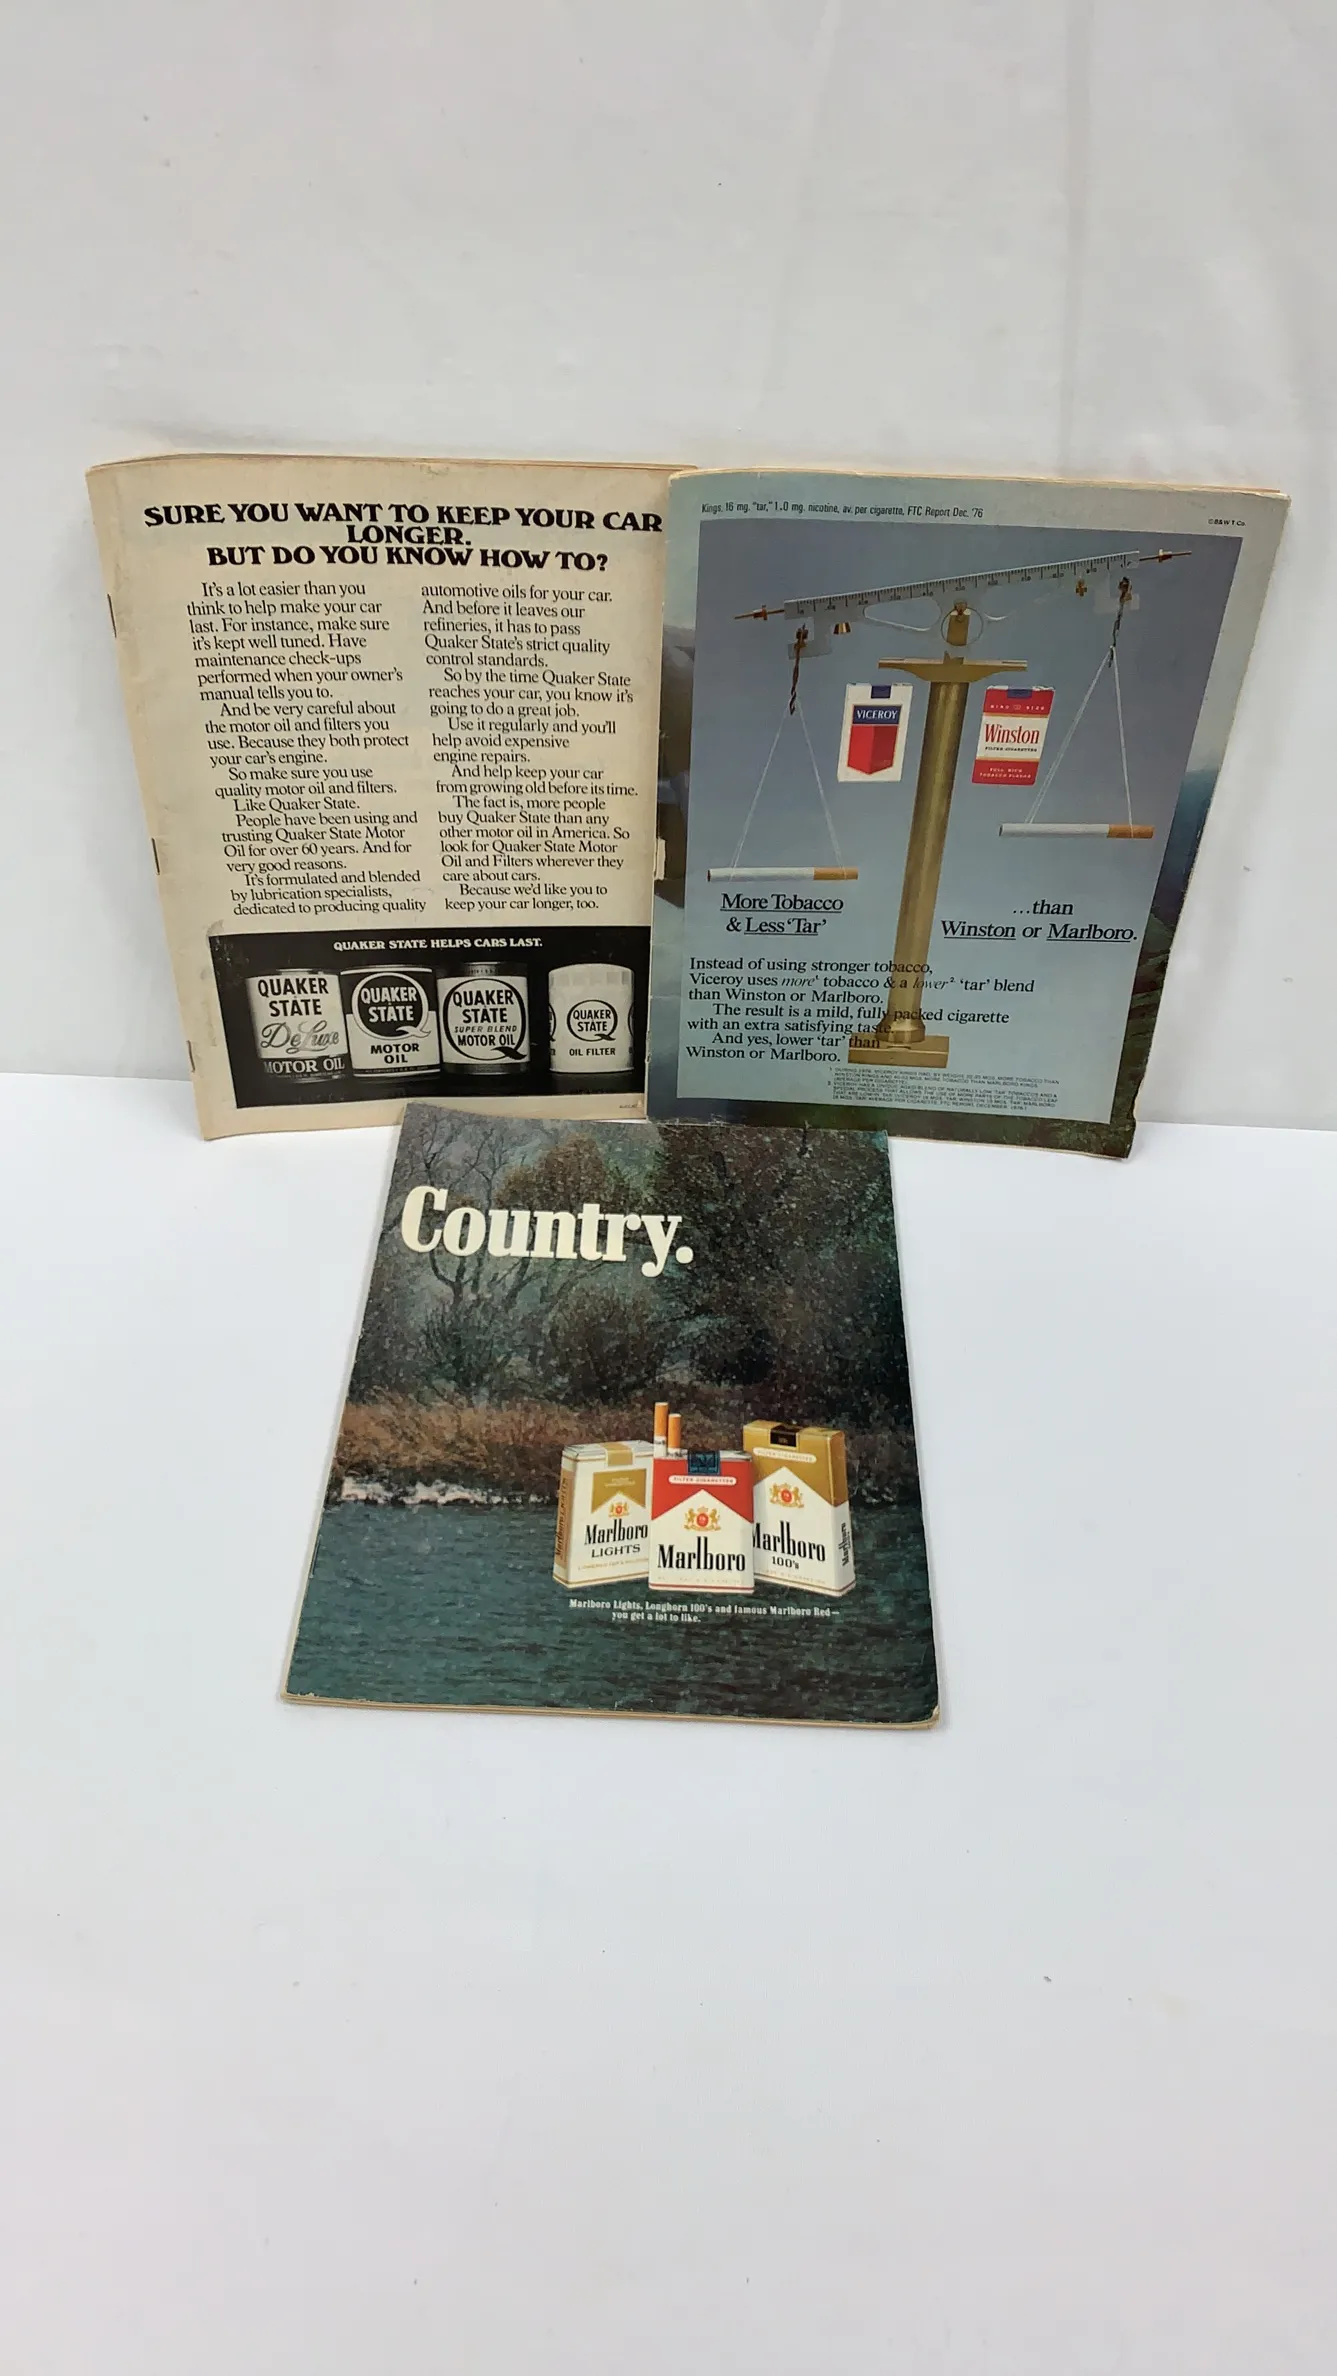 SURE YOU WANT TO KEEP YOUR CAR
LONGER.
BUT DO YOU KNOW HOW TO?
It's a lot easier than you
think to help make your car
last. For instance, make sure
it's kept well tuned. Have
maintenance check-ups
performed when your owner's
manual tells you to.
And be very careful about
the motor oil and filters you
use. Because they both protect
your car's engine.
So make sure you use
quality motor oil and filters.
Like Quaker State.
People have been using and
trusting Quaker State Motor
Oil for over 60 years. And for
very good reasons.
It's formulated and blended
by lubrication specialists,
dedicated to producing quality
automotive oils for your car.
And before it leaves our
refineries, it has to pass
Quaker State's strict quality
control standards.
So by the time Quaker State
reaches your car, you know it's
going to do a great job.
Use it regularly and you'll
help avoid expensive
engine repairs.
And help keep your car
from growing old before its time.
The fact is, more people
buy Quaker State than any
other motor oil in America. So
look for Quaker State Motor
Oil and Filters wherever they
care about cars.
Because we'd like you to
keep your car longer, too.
QUAKER STATE HELPS CARS LAST.
QUAKER
STATE
DeLuxe
MOTOR OIL
QUAKER
STATE
MOTOR
OIL
QUAKER
STATE
SUPER BLEND
MOTOR OIL
QUAKER
STATE
OIL FILTER
Kings, 16 mg. "tar," 1.0 mg. nicotine, av. per cigarette, FTC Report Dec. '76
© B&W T Co.
VICEROY
KING SIZE
Winston
FILTER CIGARETTES
FULL RICH
TOBACCO FLAVOR
More Tobacco
& Less 'Tar'
...than
Winston or Marlboro.
Instead of using stronger tobacco,
Viceroy uses more¹ tobacco & a lower² 'tar' blend
than Winston or Marlboro.
The result is a mild, fully-packed cigarette
with an extra satisfying taste.
And yes, lower 'tar' than
Winston or Marlboro.
Country.
Marlboro
LIGHTS
FILTER CIGARETTES
Marlboro
FILTER CIGARETTES
Marlboro
100's
Marlboro
Marlboro Lights, Longhorn 100's and famous Marlboro Red—
you get a lot to like.